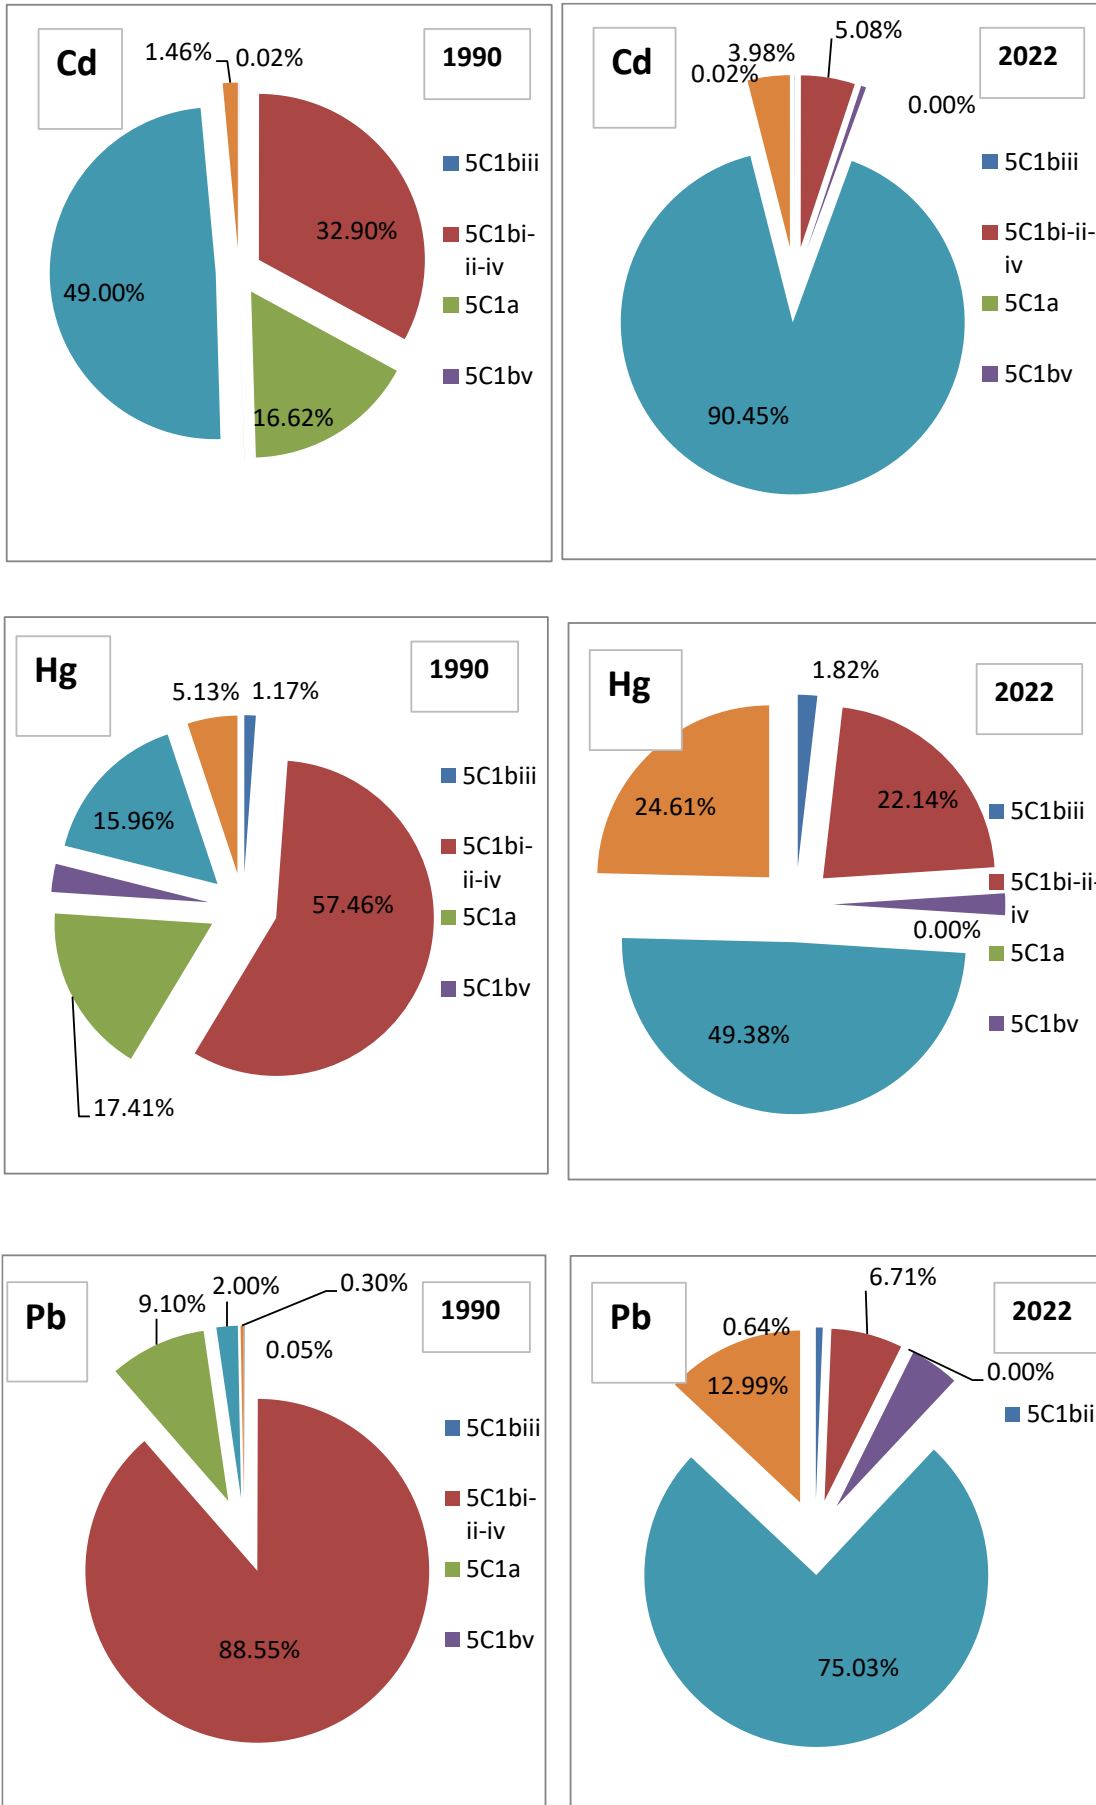 Cd
1990
1.46%
0.02%
32.90%
49.00%
16.62%
5C1biii
5C1bi-
ii-iv
5C1a
5C1bv
Cd
2022
5.08%
3.98%
0.02%
0.00%
90.45%
5C1biii
5C1bi-ii-
iv
5C1a
5C1bv
Hg
1990
5.13%
1.17%
15.96%
57.46%
17.41%
5C1biii
5C1bi-
ii-iv
5C1a
5C1bv
Hg
2022
1.82%
24.61%
22.14%
0.00%
49.38%
5C1biii
5C1bi-ii-
iv
5C1a
5C1bv
Pb
1990
9.10%
2.00%
0.30%
0.05%
88.55%
5C1biii
5C1bi-
ii-iv
5C1a
5C1bv
Pb
2022
6.71%
0.64%
0.00%
12.99%
75.03%
5C1bii